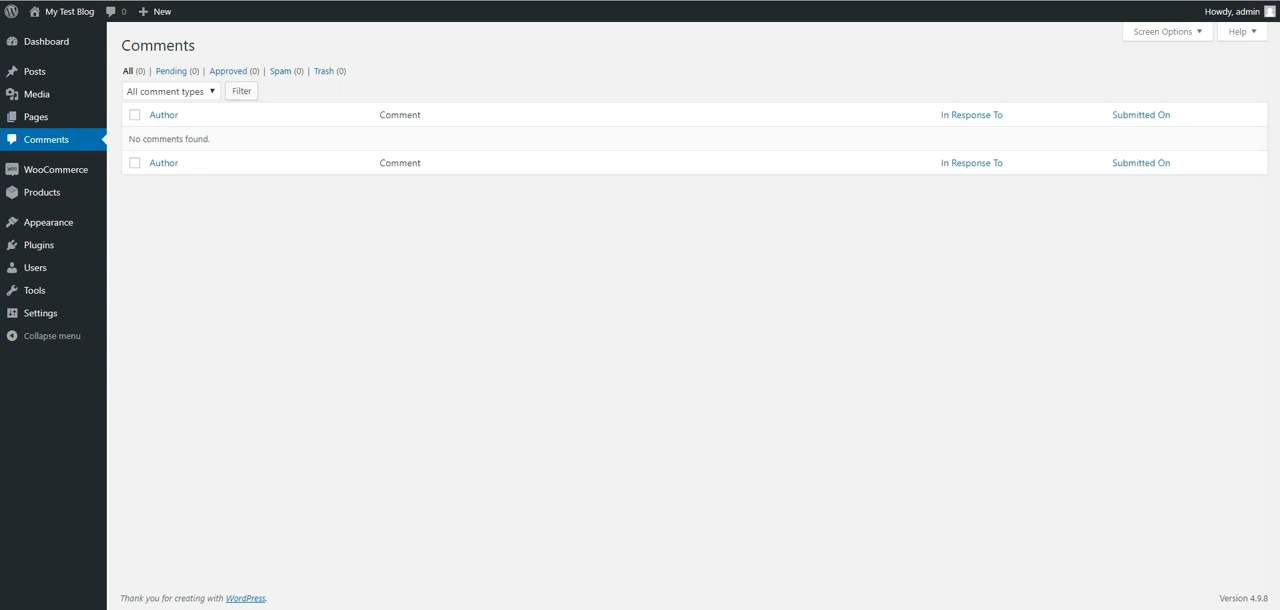 My Test Blog 0 New Howdy, admin
Screen Options ▼ Help ▼
Dashboard
Posts
Media
Pages
Comments
WooCommerce
Products
Appearance
Plugins
Users
Tools
Settings
Collapse menu
Comments
All (0) | Pending (0) | Approved (0) | Spam (0) | Trash (0)
All comment types ▼ Filter
Author Comment In Response To Submitted On
No comments found.
Author Comment In Response To Submitted On
Thank you for creating with WordPress. Version 4.9.8